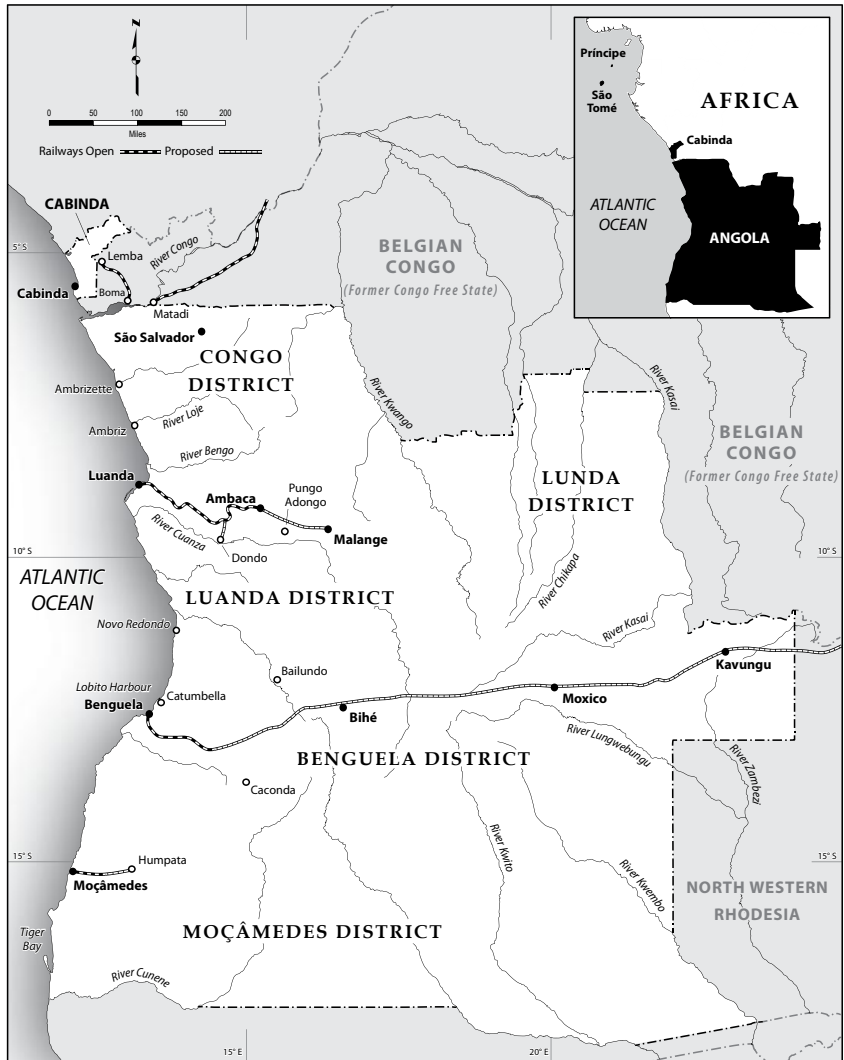 N
0 50 100 150 200
Miles
Railways Open Proposed
Príncipe
São
Tomé
AFRICA
Cabinda
ATLANTIC
OCEAN
ANGOLA
CABINDA
Lemba
River Congo
5° S
Cabinda
Boma
Matadi
BELGIAN
CONGO
(Former Congo Free State)
São Salvador
CONGO
DISTRICT
Ambrizette
River Loje
Ambriz
River Bengo
River Kwango
River Kasai
BELGIAN
CONGO
(Former Congo Free State)
Luanda
Ambaca
Pungo
Adongo
LUNDA
DISTRICT
River Cuanza
Malange
Dondo
10° S
10° S
ATLANTIC
OCEAN
River Chikapa
LUANDA DISTRICT
Novo Redondo
River Kasai
Kavungu
Bailundo
Lobito Harbour
Catumbella
Benguela
Moxico
Bihé
River Lungwebungu
BENGUELA DISTRICT
River Zambezi
Caconda
River Kwito
15° S
15° S
Humpata
Moçâmedes
River Kwembo
NORTH WESTERN
RHODESIA
MOÇÂMEDES DISTRICT
Tiger
Bay
River Cunene
15° E
20° E